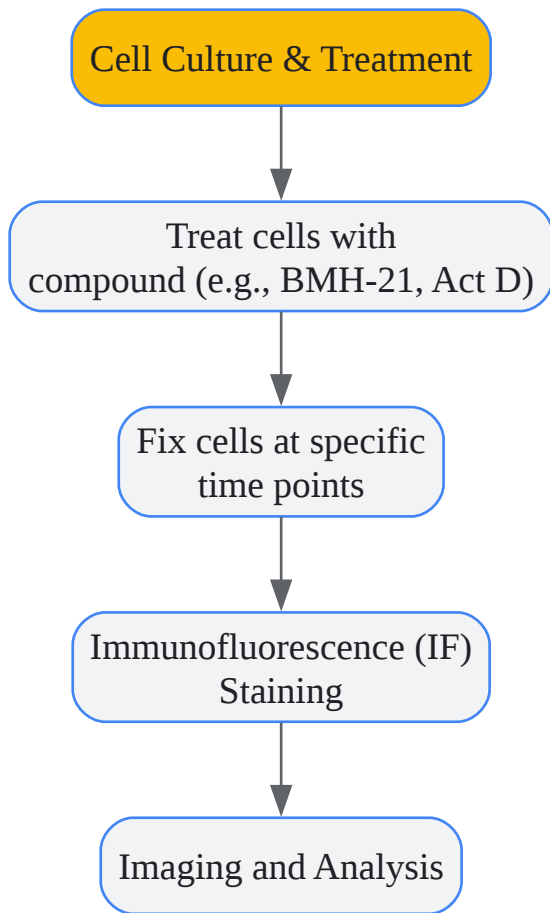 Cell Culture & Treatment
Treat cells with
compound (e.g., BMH-21, Act D)
Fix cells at specific
time points
Immunofluorescence (IF)
Staining
Imaging and Analysis